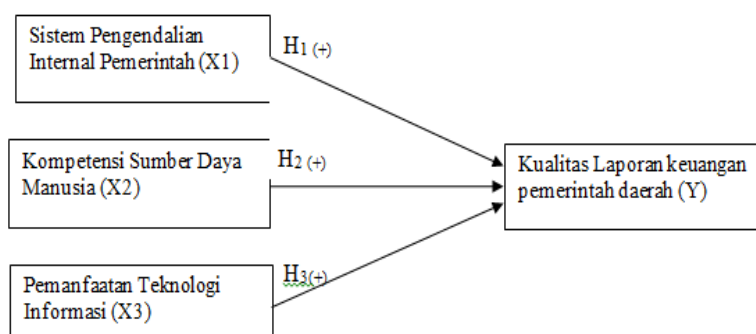 Sistem Pengendalian
Internal Pemerintah (X1)
H1 (+)
Kompetensi Sumber Daya
Manusia (X2)
H2 (+)
Kualitas Laporan keuangan
pemerintah daerah (Y)
Pemanfaatan Teknologi
Informasi (X3)
H3(+)